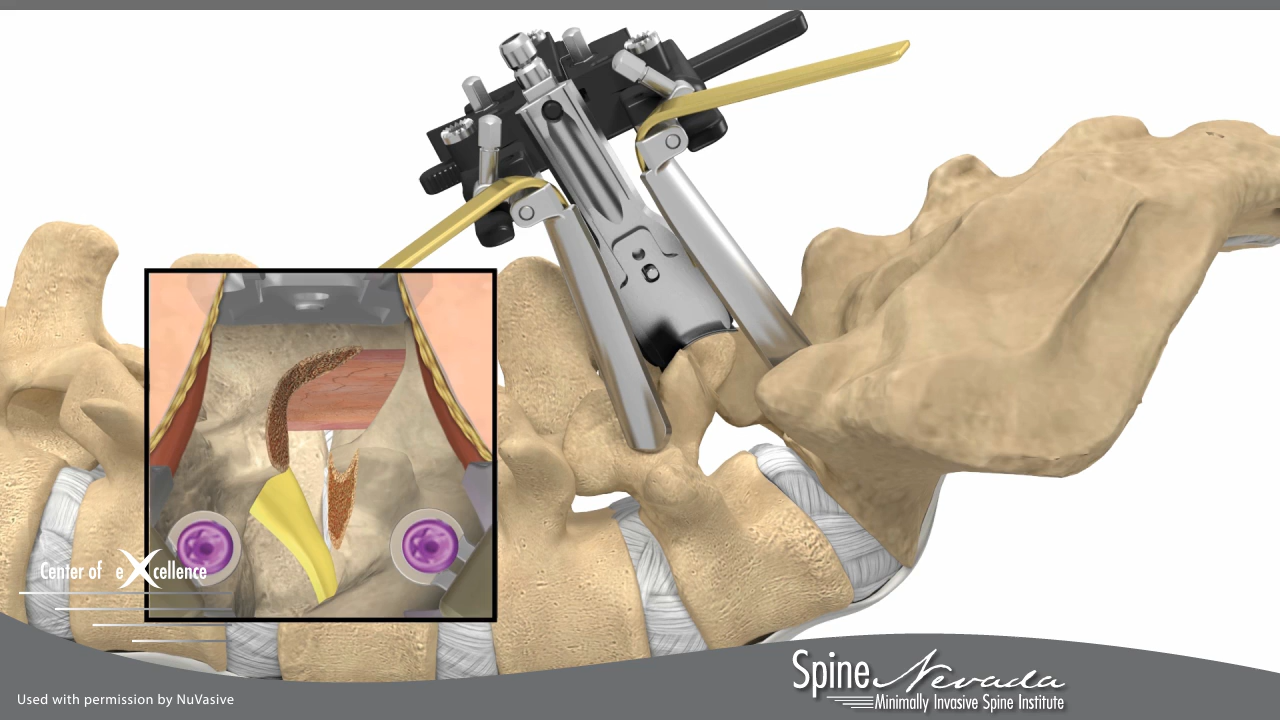 Center of eXcellence
Used with permission by NuVasive
Spine Nevada
Minimally Invasive Spine Institute